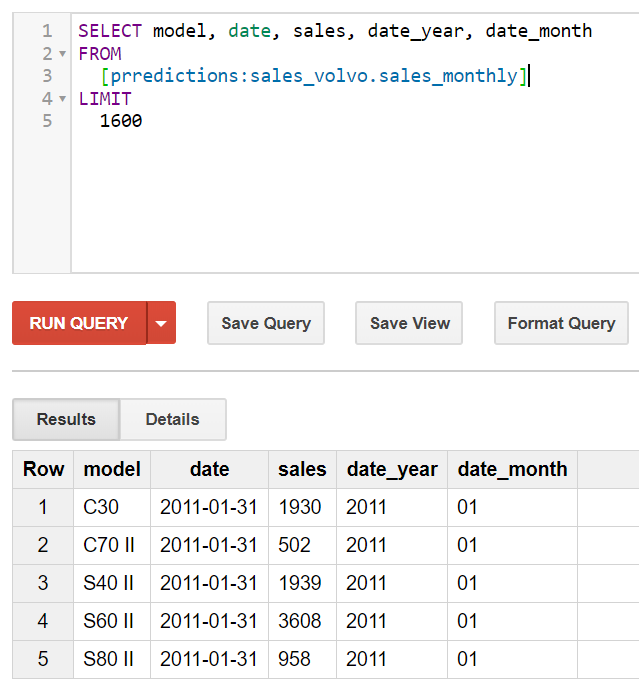 1 SELECT model, date, sales, date_year, date_month
2 FROM
3 [prredictions:sales_volvo.sales_monthly]
4 LIMIT
5 1600
RUN QUERY Save Query Save View Format Query
Results Details
Row model date sales date_year date_month
1 C30 2011-01-31 1930 2011 01
2 C70 II 2011-01-31 502 2011 01
3 S40 II 2011-01-31 1939 2011 01
4 S60 II 2011-01-31 3608 2011 01
5 S80 II 2011-01-31 958 2011 01